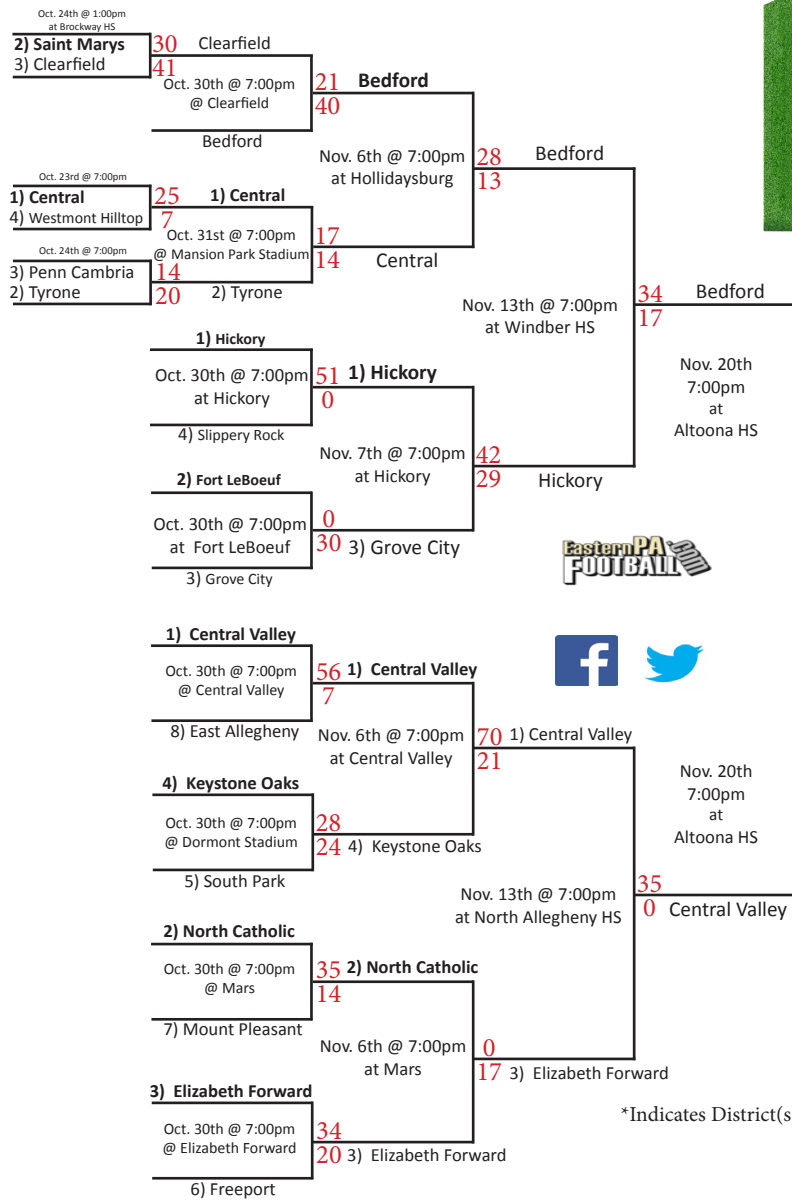 Oct. 24th @ 1:00pm
at Brockway HS
2) Saint Marys
30
Clearfield
3) Clearfield
41
Oct. 30th @ 7:00pm
@ Clearfield
21
Bedford
40
Bedford
Nov. 6th @ 7:00pm
at Hollidaysburg
28
Bedford
13
Oct. 23rd @ 7:00pm
1) Central
25
1) Central
4) Westmont Hilltop
7
Oct. 31st @ 7:00pm
@ Mansion Park Stadium
17
14
Central
Oct. 24th @ 7:00pm
3) Penn Cambria
14
2) Tyrone
20
2) Tyrone
Nov. 13th @ 7:00pm
at Windber HS
34
Bedford
17
1) Hickory
Oct. 30th @ 7:00pm
at Hickory
51
1) Hickory
0
4) Slippery Rock
Nov. 20th
7:00pm
at
Altoona HS
Nov. 7th @ 7:00pm
at Hickory
42
29
Hickory
2) Fort LeBoeuf
Oct. 30th @ 7:00pm
at Fort LeBoeuf
0
30
3) Grove City
3) Grove City
EasternPA
FOOTBALL
.com
1) Central Valley
Oct. 30th @ 7:00pm
@ Central Valley
56
1) Central Valley
7
8) East Allegheny
f
Nov. 6th @ 7:00pm
at Central Valley
70
1) Central Valley
21
4) Keystone Oaks
Oct. 30th @ 7:00pm
@ Dormont Stadium
28
24
4) Keystone Oaks
5) South Park
Nov. 20th
7:00pm
at
Altoona HS
Nov. 13th @ 7:00pm
at North Allegheny HS
35
0
Central Valley
2) North Catholic
Oct. 30th @ 7:00pm
@ Mars
35
2) North Catholic
14
7) Mount Pleasant
Nov. 6th @ 7:00pm
at Mars
0
17
3) Elizabeth Forward
3) Elizabeth Forward
Oct. 30th @ 7:00pm
@ Elizabeth Forward
34
20
3) Elizabeth Forward
6) Freeport
*Indicates District(s